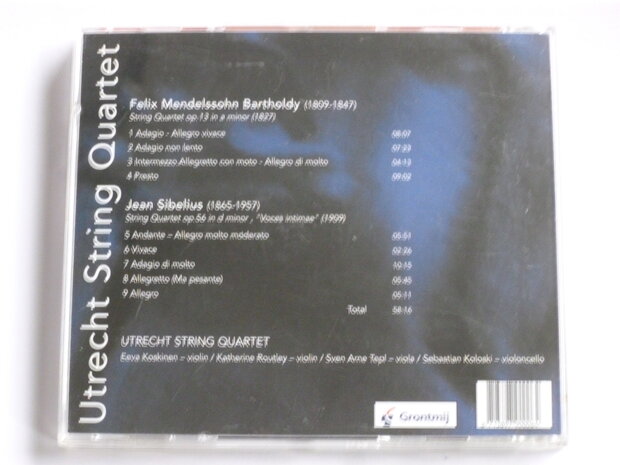 Utrecht String Quartet
Felix Mendelssohn Bartholdy (1809-1847)
String Quartet op.13 in a minor (1827)
1 Adagio - Allegro vivace 08:07
2 Adagio non lento 07:23
3 Intermezzo.Allegretto con moto - Allegro di molto 04:13
4 Presto 09:02
Jean Sibelius (1865-1957)
String Quartet op.56 in d minor , "Voces intimae" (1909)
5 Andante – Allegro molto moderato 05:51
6 Vivace 02:26
7 Adagio di molto 10:15
8 Allegretto (Ma pesante) 05:45
9 Allegro 05:11
Total 58:16
UTRECHT STRING QUARTET
Eeva Koskinen – violin / Katherine Routley – violin / Sven Arne Tepl – viola / Sebastian Koloski – violoncello
Grontmij